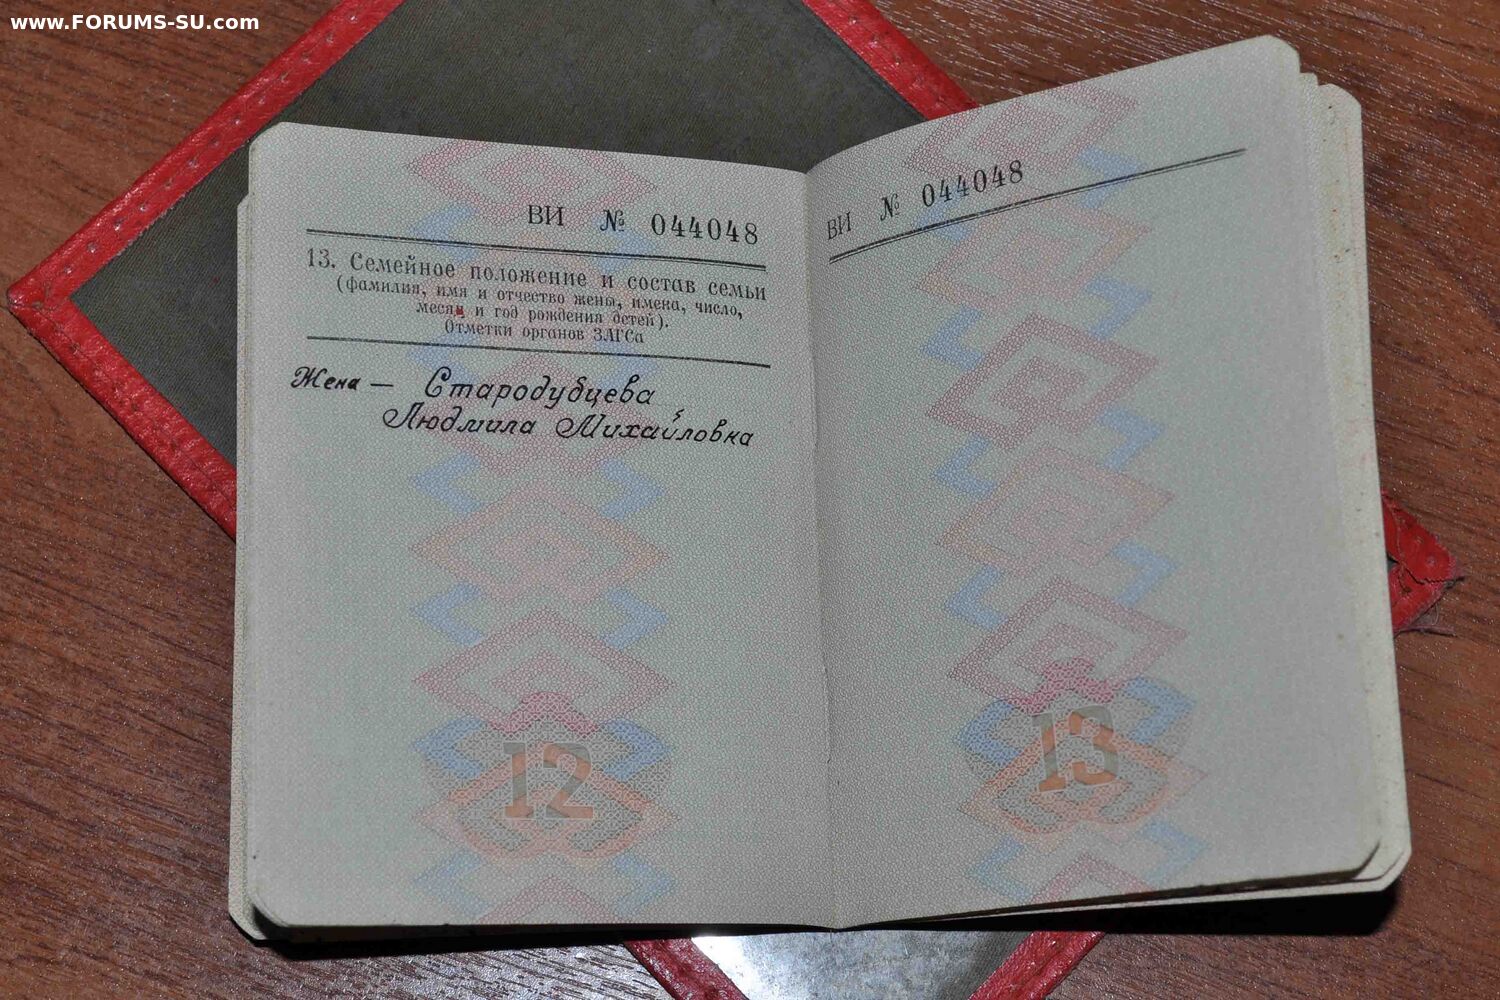 www.FORUMS-SU.com
ВИ № 044048
13. Семейное положение и состав семьи
(фамилия, имя и отчество жены, имена, число,
месяц и год рождения детей).
Отметки органов ЗАГСа
Жена — Стародубцева
Людмила Михайловна
12
ВИ № 044048
13